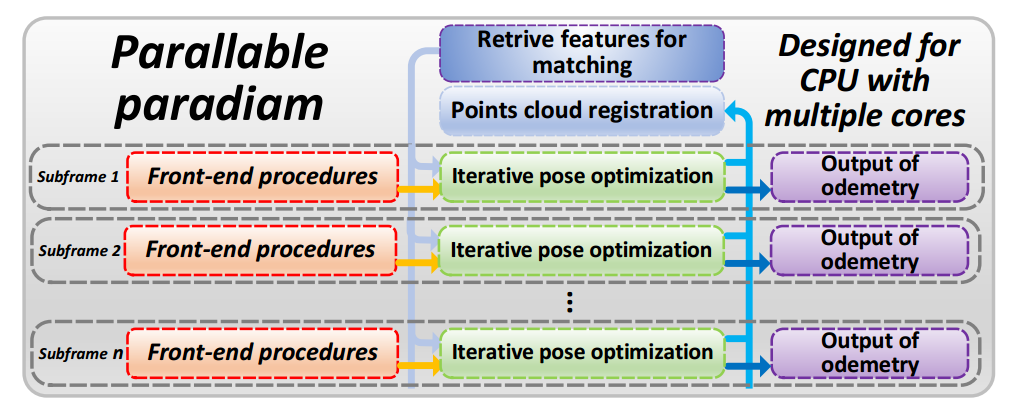 Parallable
paradiam
Retrive features for
matching
Points cloud registration
Designed for
CPU with
multiple cores
Subframe 1
Front-end procedures
Iterative pose optimization
Output of
odemetry
Subframe 2
Front-end procedures
Iterative pose optimization
Output of
odemetry
⋮
Subframe n
Front-end procedures
Iterative pose optimization
Output of
odemetry